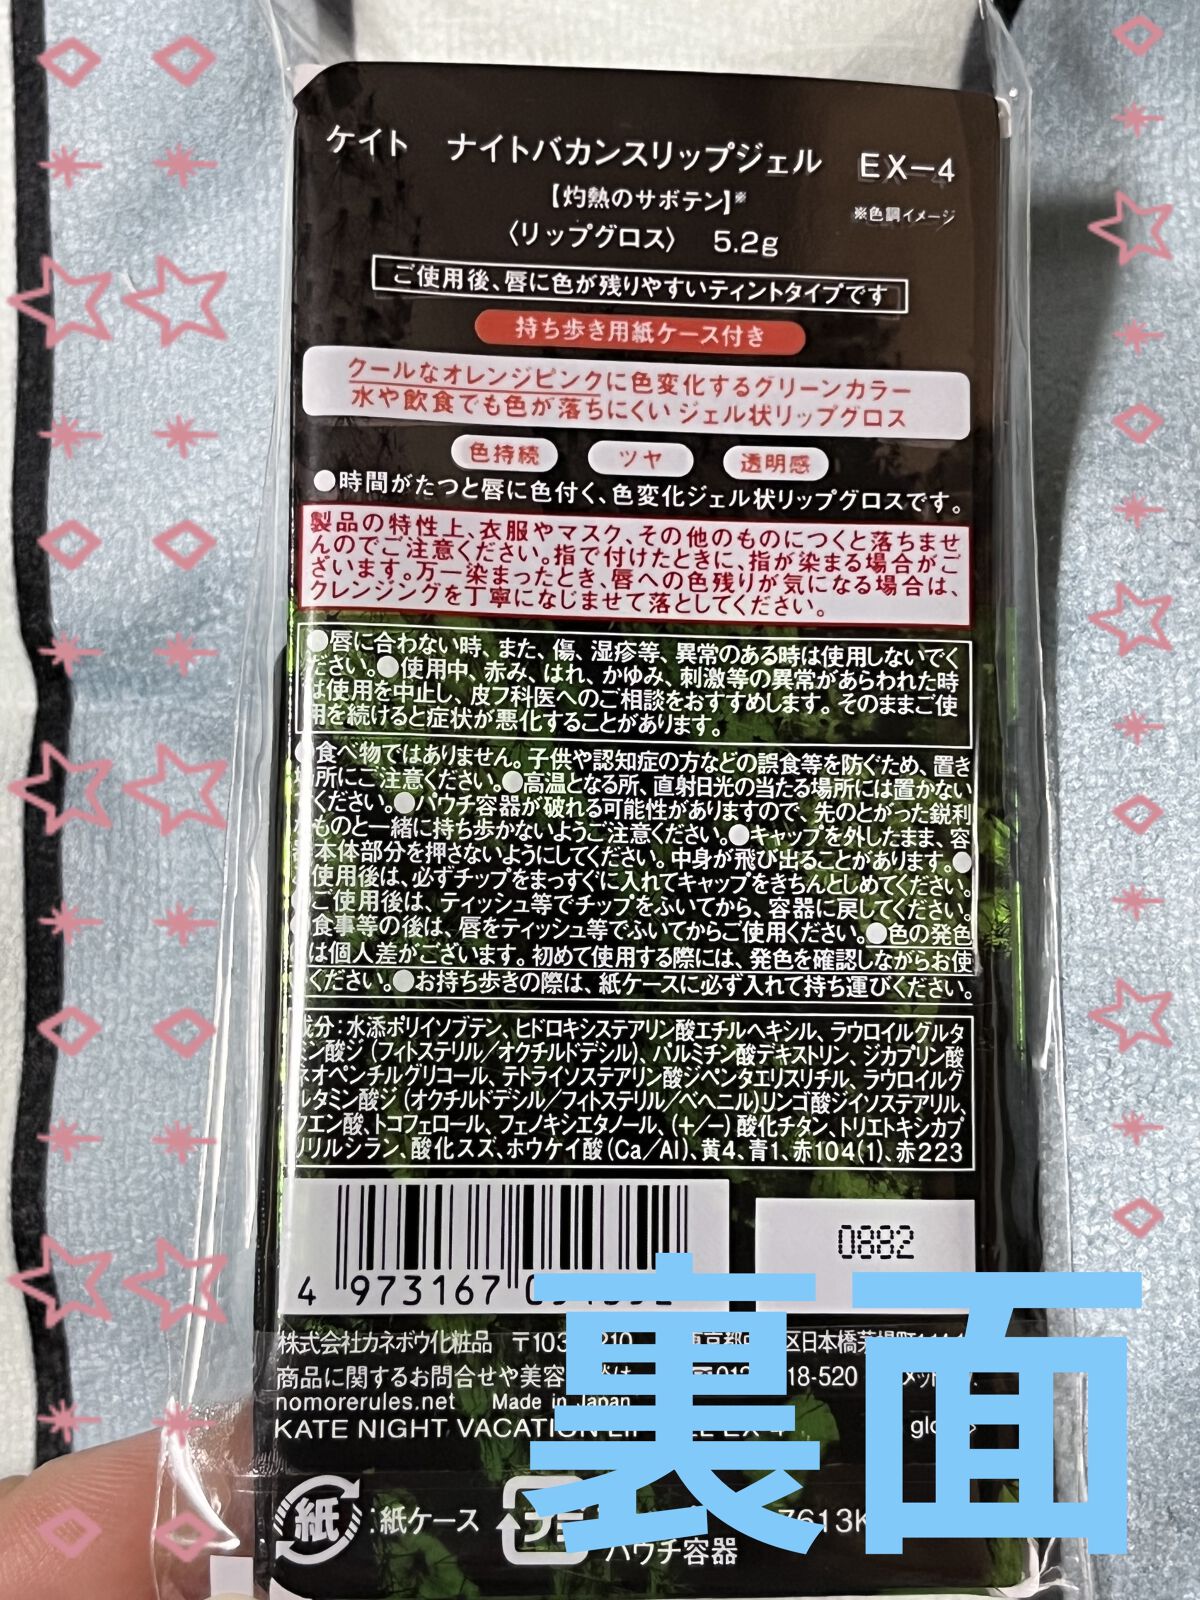 ケイト ナイトバカンスリップジェル EX-4
【灼熱のサボテン】※
※色調イメージ
〈リップグロス〉 5.2g
ご使用後、唇に色が残りやすいティントタイプです
持ち歩き用紙ケース付き
クールなオレンジピンクに色変化するグリーンカラー
水や飲食でも色が落ちにくい ジェル状リップグロス
色持続 ツヤ 透明感
●時間がたつと唇に色付く、色変化ジェル状リップグロスです。
製品の特性上、衣服やマスク、その他のものにつくと落ちませ
んのでご注意ください。指で付けたときに、指が染まる場合がご
ざいます。万一染まったとき、唇への色残りが気になる場合は、
クレンジングを丁寧になじませて落としてください。
●唇に合わない時、また、傷、湿疹等、異常のある時は使用しないでく
ださい。●使用中、赤み、はれ、かゆみ、刺激等の異常があらわれた時
は使用を中止し、皮フ科医へのご相談をおすすめします。そのままご使
用を続けると症状が悪化することがあります。
●食べ物ではありません。子供や認知症の方などの誤食等を防ぐため、置き
場所にご注意ください。●高温となる所、直射日光の当たる場所には置かない
でください。●パウチ容器が破れる可能性がありますので、先のとがった鋭利
なものと一緒に持ち歩かないようご注意ください。●キャップを外したまま、容
器本体部分を押さないようにしてください。中身が飛び出ることがあります。●
ご使用後は、必ずチップをまっすぐに入れてキャップをきちんとしめてください。
●ご使用後は、ティッシュ等でチップをふいてから、容器に戻してください。
●食事等の後は、唇をティッシュ等でふいてからご使用ください。●色の発色
には個人差がございます。初めて使用する際には、発色を確認しながらお使
いください。●お持ち歩きの際は、紙ケースに必ず入れて持ち運びください。
成分：水添ポリイソブテン、ヒドロキシステアリン酸エチルヘキシル、ラウロイルグルタ
ミン酸ジ(フィトステリル／オクチルドデシル)、パルミチン酸デキストリン、ジカプリン酸
ネオペンチルグリコール、テトライソステアリン酸ジペンタエリスリチル、ラウロイルグ
ルタミン酸ジ(オクチルドデシル／フィトステリル／ベヘニル)リンゴ酸ジイソステアリル、
クエン酸、トコフェロール、フェノキシエタノール、(+/−)酸化チタン、トリエトキシカプ
リリルシラン、酸化スズ、ホウケイ酸(Ca/Al)、黄4、青1、赤104(1)、赤223
0882
4 973167
株式会社カネボウ化粧品 〒103 210 区日本橋茅場町
商品に関するお問合せや美容 18-520
nomorerules.net Made in Japan
KATE NIGHT VACATION EX-4
紙 :紙ケース
パウチ容器
裏面